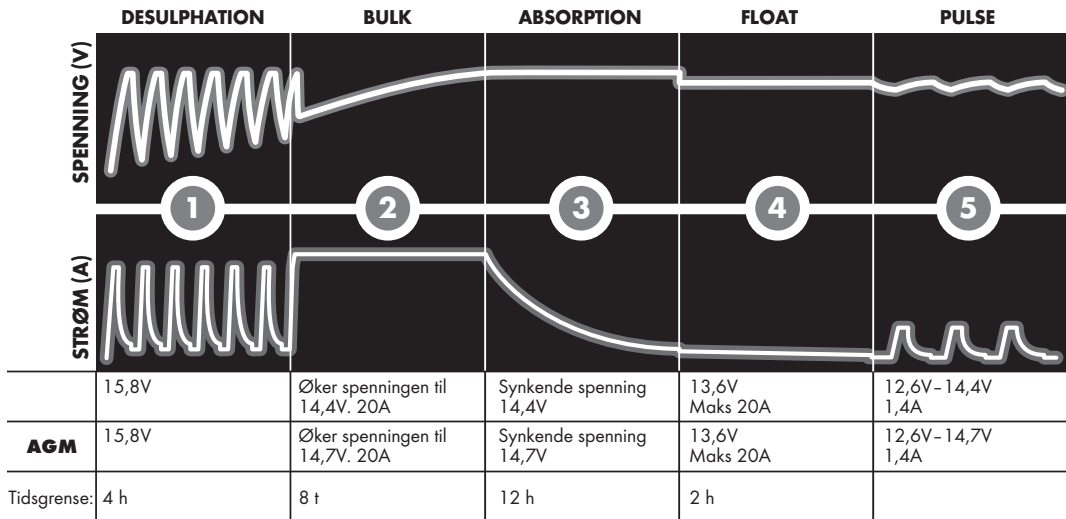 DESULPHATION BULK ABSORPTION FLOAT PULSE
SPENNING (V)
1 2 3 4 5
STRØM (A)
15,8V Øker spenningen til Synkende spenning 13,6V 12,6V–14,4V
14,4V. 20A 14,4V Maks 20A 1,4A
AGM 15,8V Øker spenningen til Synkende spenning 13,6V 12,6V–14,7V
14,7V. 20A 14,7V Maks 20A 1,4A
Tidsgrense: 4 h 8 t 12 h 2 h